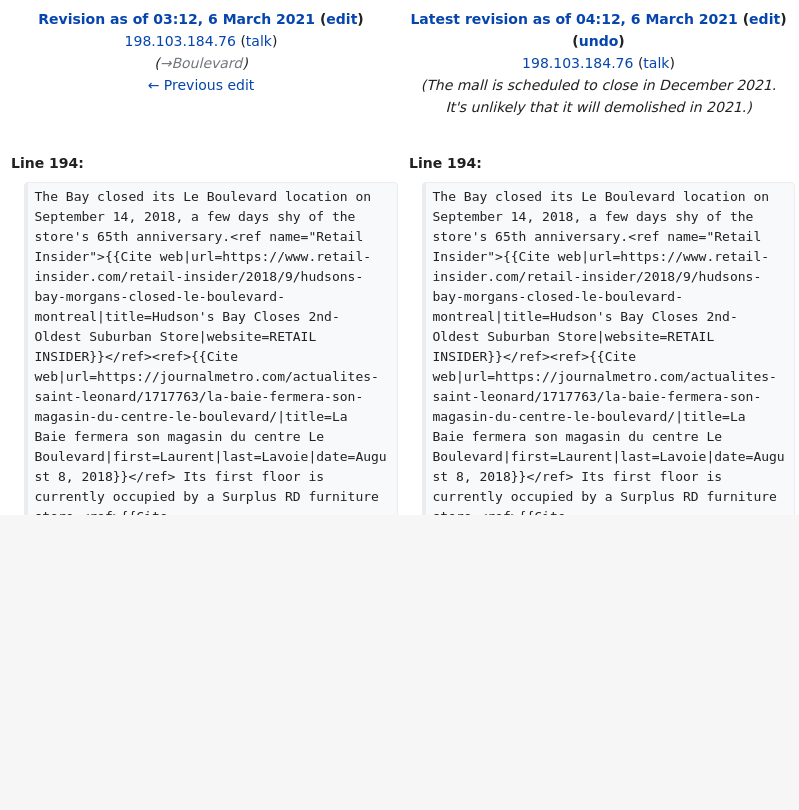 Revision as of 03:12, 6 March 2021 (edit)
198.103.184.76 (talk)
(→Boulevard)
← Previous edit
Latest revision as of 04:12, 6 March 2021 (edit)
(undo)
198.103.184.76 (talk)
(The mall is scheduled to close in December 2021.
It's unlikely that it will demolished in 2021.)
Line 194:
The Bay closed its Le Boulevard location on
September 14, 2018, a few days shy of the
store's 65th anniversary.<ref name="Retail
Insider">{{Cite web|url=https://www.retail-
insider.com/retail-insider/2018/9/hudsons-
bay-morgans-closed-le-boulevard-
montreal|title=Hudson's Bay Closes 2nd-
Oldest Suburban Store|website=RETAIL
INSIDER}}</ref><ref>{{Cite
web|url=https://journalmetro.com/actualites-
saint-leonard/1717763/la-baie-fermera-son-
magasin-du-centre-le-boulevard/|title=La
Baie fermera son magasin du centre Le
Boulevard|first=Laurent|last=Lavoie|date=Augu
st 8, 2018}}</ref> Its first floor is
currently occupied by a Surplus RD furniture
store.<ref>{{Cite
Line 194:
The Bay closed its Le Boulevard location on
September 14, 2018, a few days shy of the
store's 65th anniversary.<ref name="Retail
Insider">{{Cite web|url=https://www.retail-
insider.com/retail-insider/2018/9/hudsons-
bay-morgans-closed-le-boulevard-
montreal|title=Hudson's Bay Closes 2nd-
Oldest Suburban Store|website=RETAIL
INSIDER}}</ref><ref>{{Cite
web|url=https://journalmetro.com/actualites-
saint-leonard/1717763/la-baie-fermera-son-
magasin-du-centre-le-boulevard/|title=La
Baie fermera son magasin du centre Le
Boulevard|first=Laurent|last=Lavoie|date=Augu
st 8, 2018}}</ref> Its first floor is
currently occupied by a Surplus RD furniture
store.<ref>{{Cite